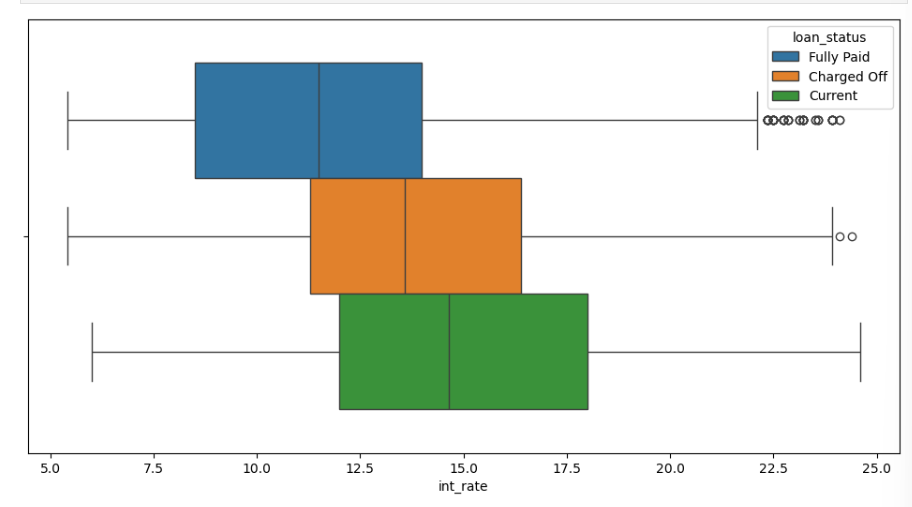 loan_status
Fully Paid
Charged Off
Current
5.0 7.5 10.0 12.5 15.0 17.5 20.0 22.5 25.0
int_rate